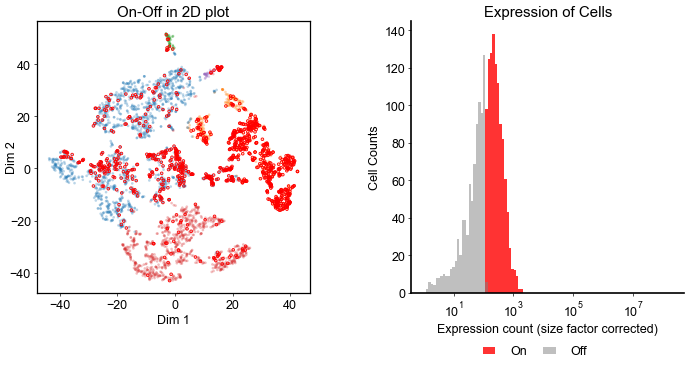 On-Off in 2D plot
40
20
0
−20
−40
Dim 2
−40 −20 0 20 40
Dim 1
Expression of Cells
140
120
100
80
60
40
20
0
Cell Counts
10^1 10^3 10^5 10^7
Expression count (size factor corrected)
On Off